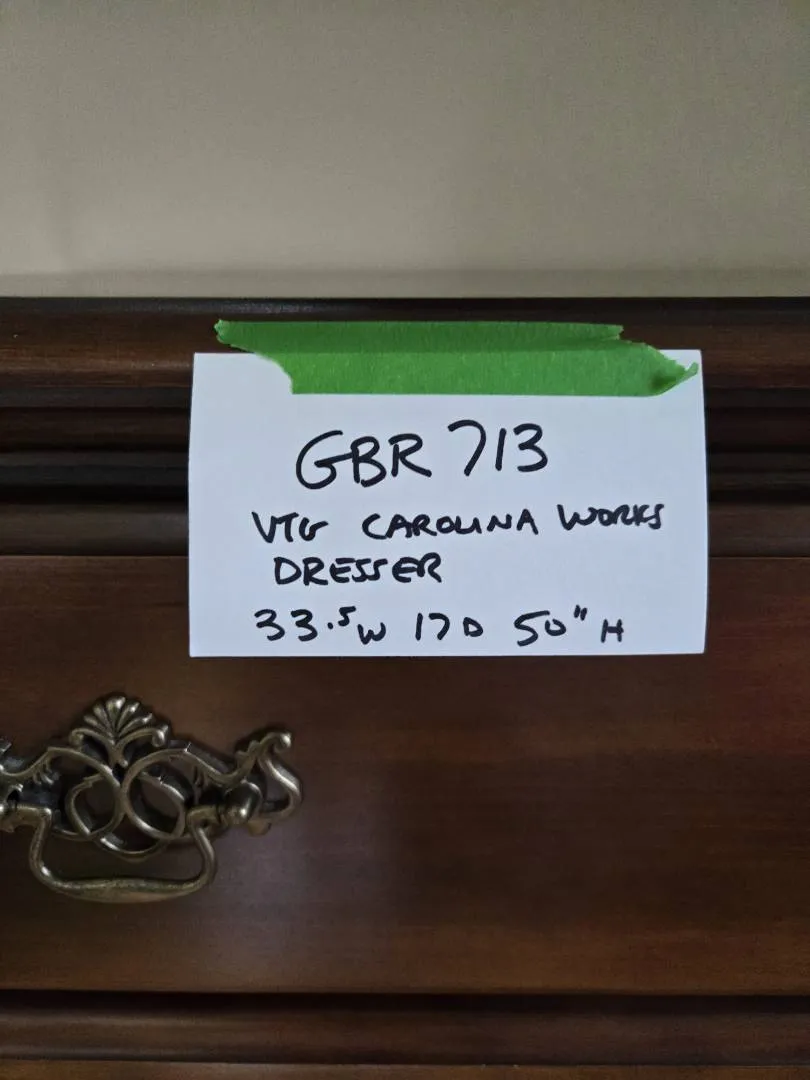 GBR 713
VTG CAROLINA WORKS
DRESSER
33.5W 17D 50"H